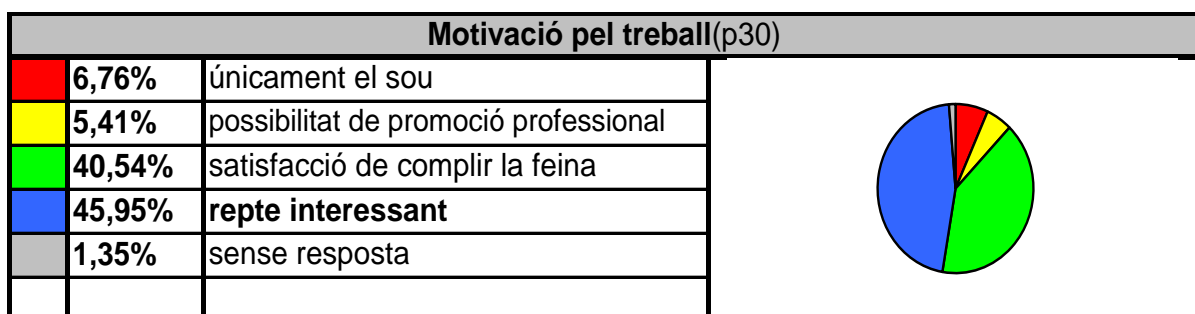 Motivació pel treball(p30)
6,76% únicament el sou
5,41% possibilitat de promoció professional
40,54% satisfacció de complir la feina
45,95% repte interessant
1,35% sense resposta